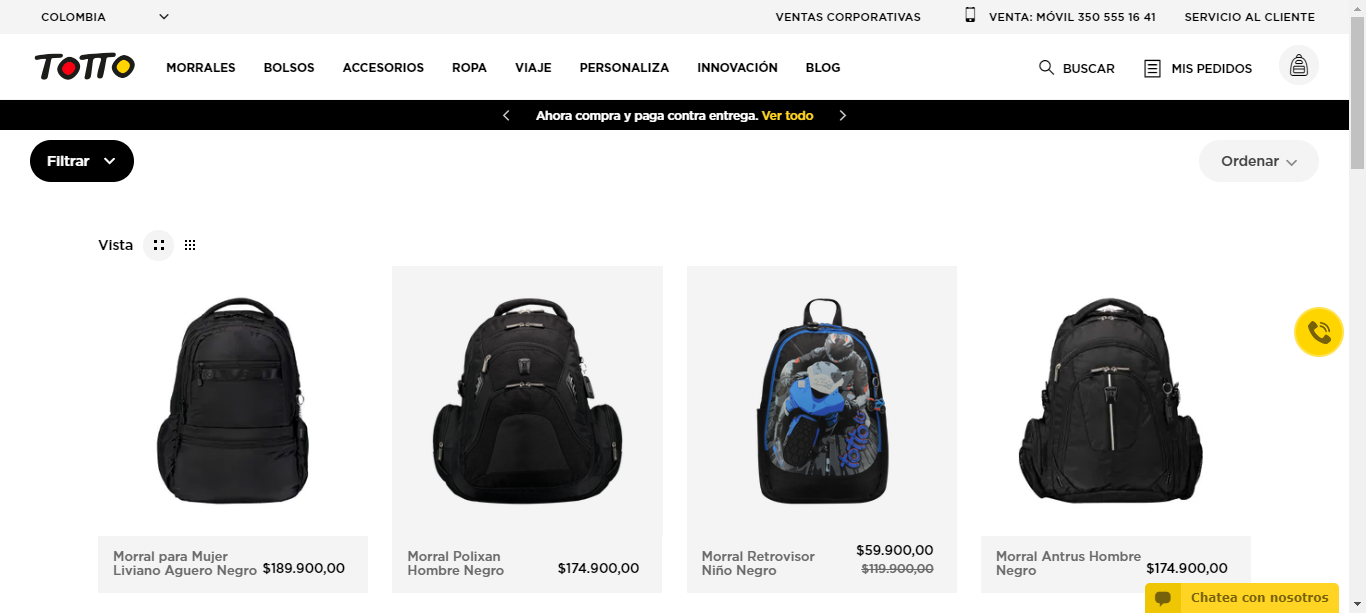 COLOMBIA
VENTAS CORPORATIVAS
VENTA: MÓVIL 350 555 16 41
SERVICIO AL CLIENTE
TOTTO
MORRALES
BOLSOS
ACCESORIOS
ROPA
VIAJE
PERSONALIZA
INNOVACIÓN
BLOG
BUSCAR
MIS PEDIDOS
Ahora compra y paga contra entrega. Ver todo
Filtrar
Ordenar
Vista
TOTTO
Morral para Mujer
Liviano Aguero Negro
$189.900,00
Morral Polixan
Hombre Negro
$174.900,00
Morral Retrovisor
Niño Negro
$59.900,00
$119.900,00
Morral Antrus Hombre
Negro
$174.900,00
Chatea con nosotros